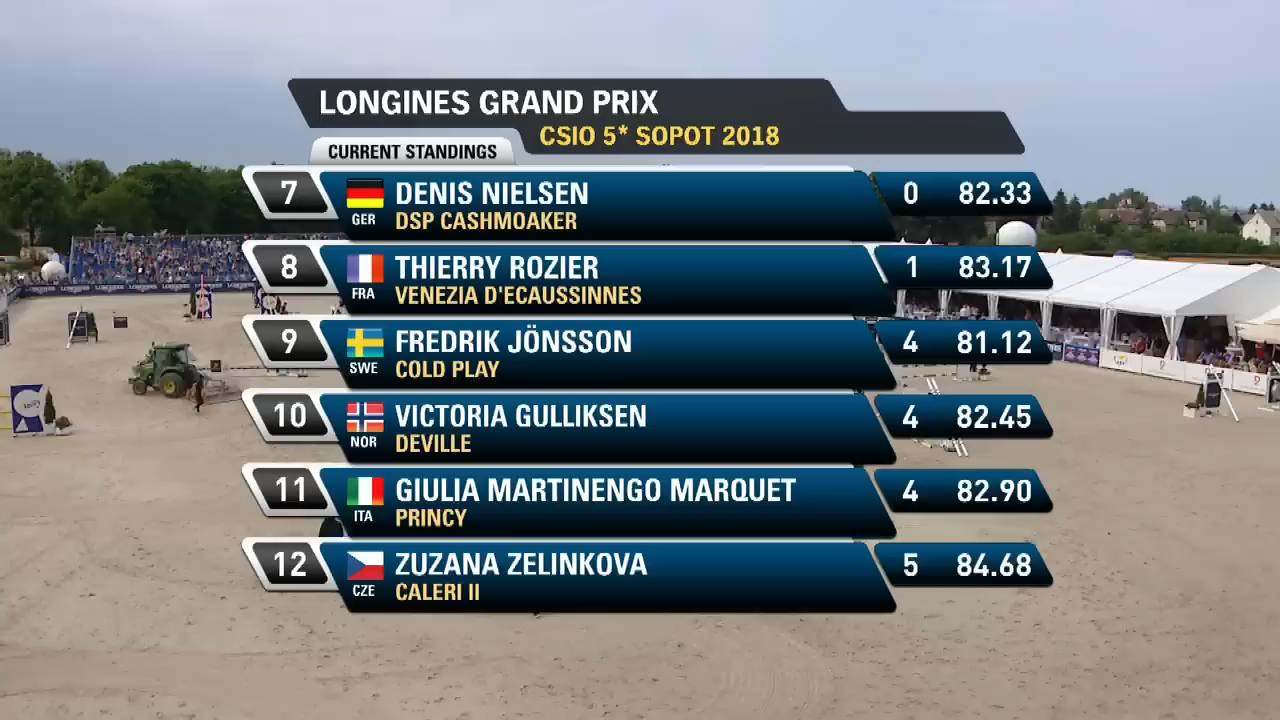 LONGINES GRAND PRIX
CSIO 5* SOPOT 2018
CURRENT STANDINGS
7 DENIS NIELSEN 0 82.33
GER DSP CASHMOAKER
8 THIERRY ROZIER 1 83.17
FRA VENEZIA D'ECAUSSINNES
9 FREDRIK JÖNSSON 4 81.12
SWE COLD PLAY
10 VICTORIA GULLIKSEN 4 82.45
NOR DEVILLE
11 GIULIA MARTINENGO MARQUET 4 82.90
ITA PRINCY
12 ZUZANA ZELINKOVA 5 84.68
CZE CALERI II